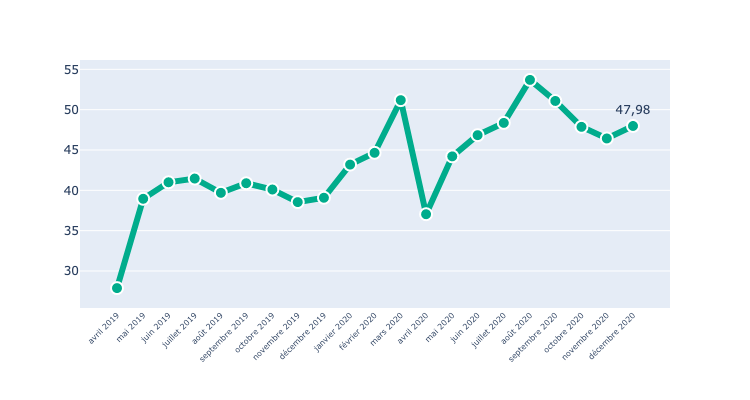 55
50
47,98
45
40
35
30
avril 2019
mai 2019
juin 2019
juillet 2019
août 2019
septembre 2019
octobre 2019
novembre 2019
décembre 2019
janvier 2020
février 2020
mars 2020
avril 2020
mai 2020
juin 2020
juillet 2020
août 2020
septembre 2020
octobre 2020
novembre 2020
décembre 2020